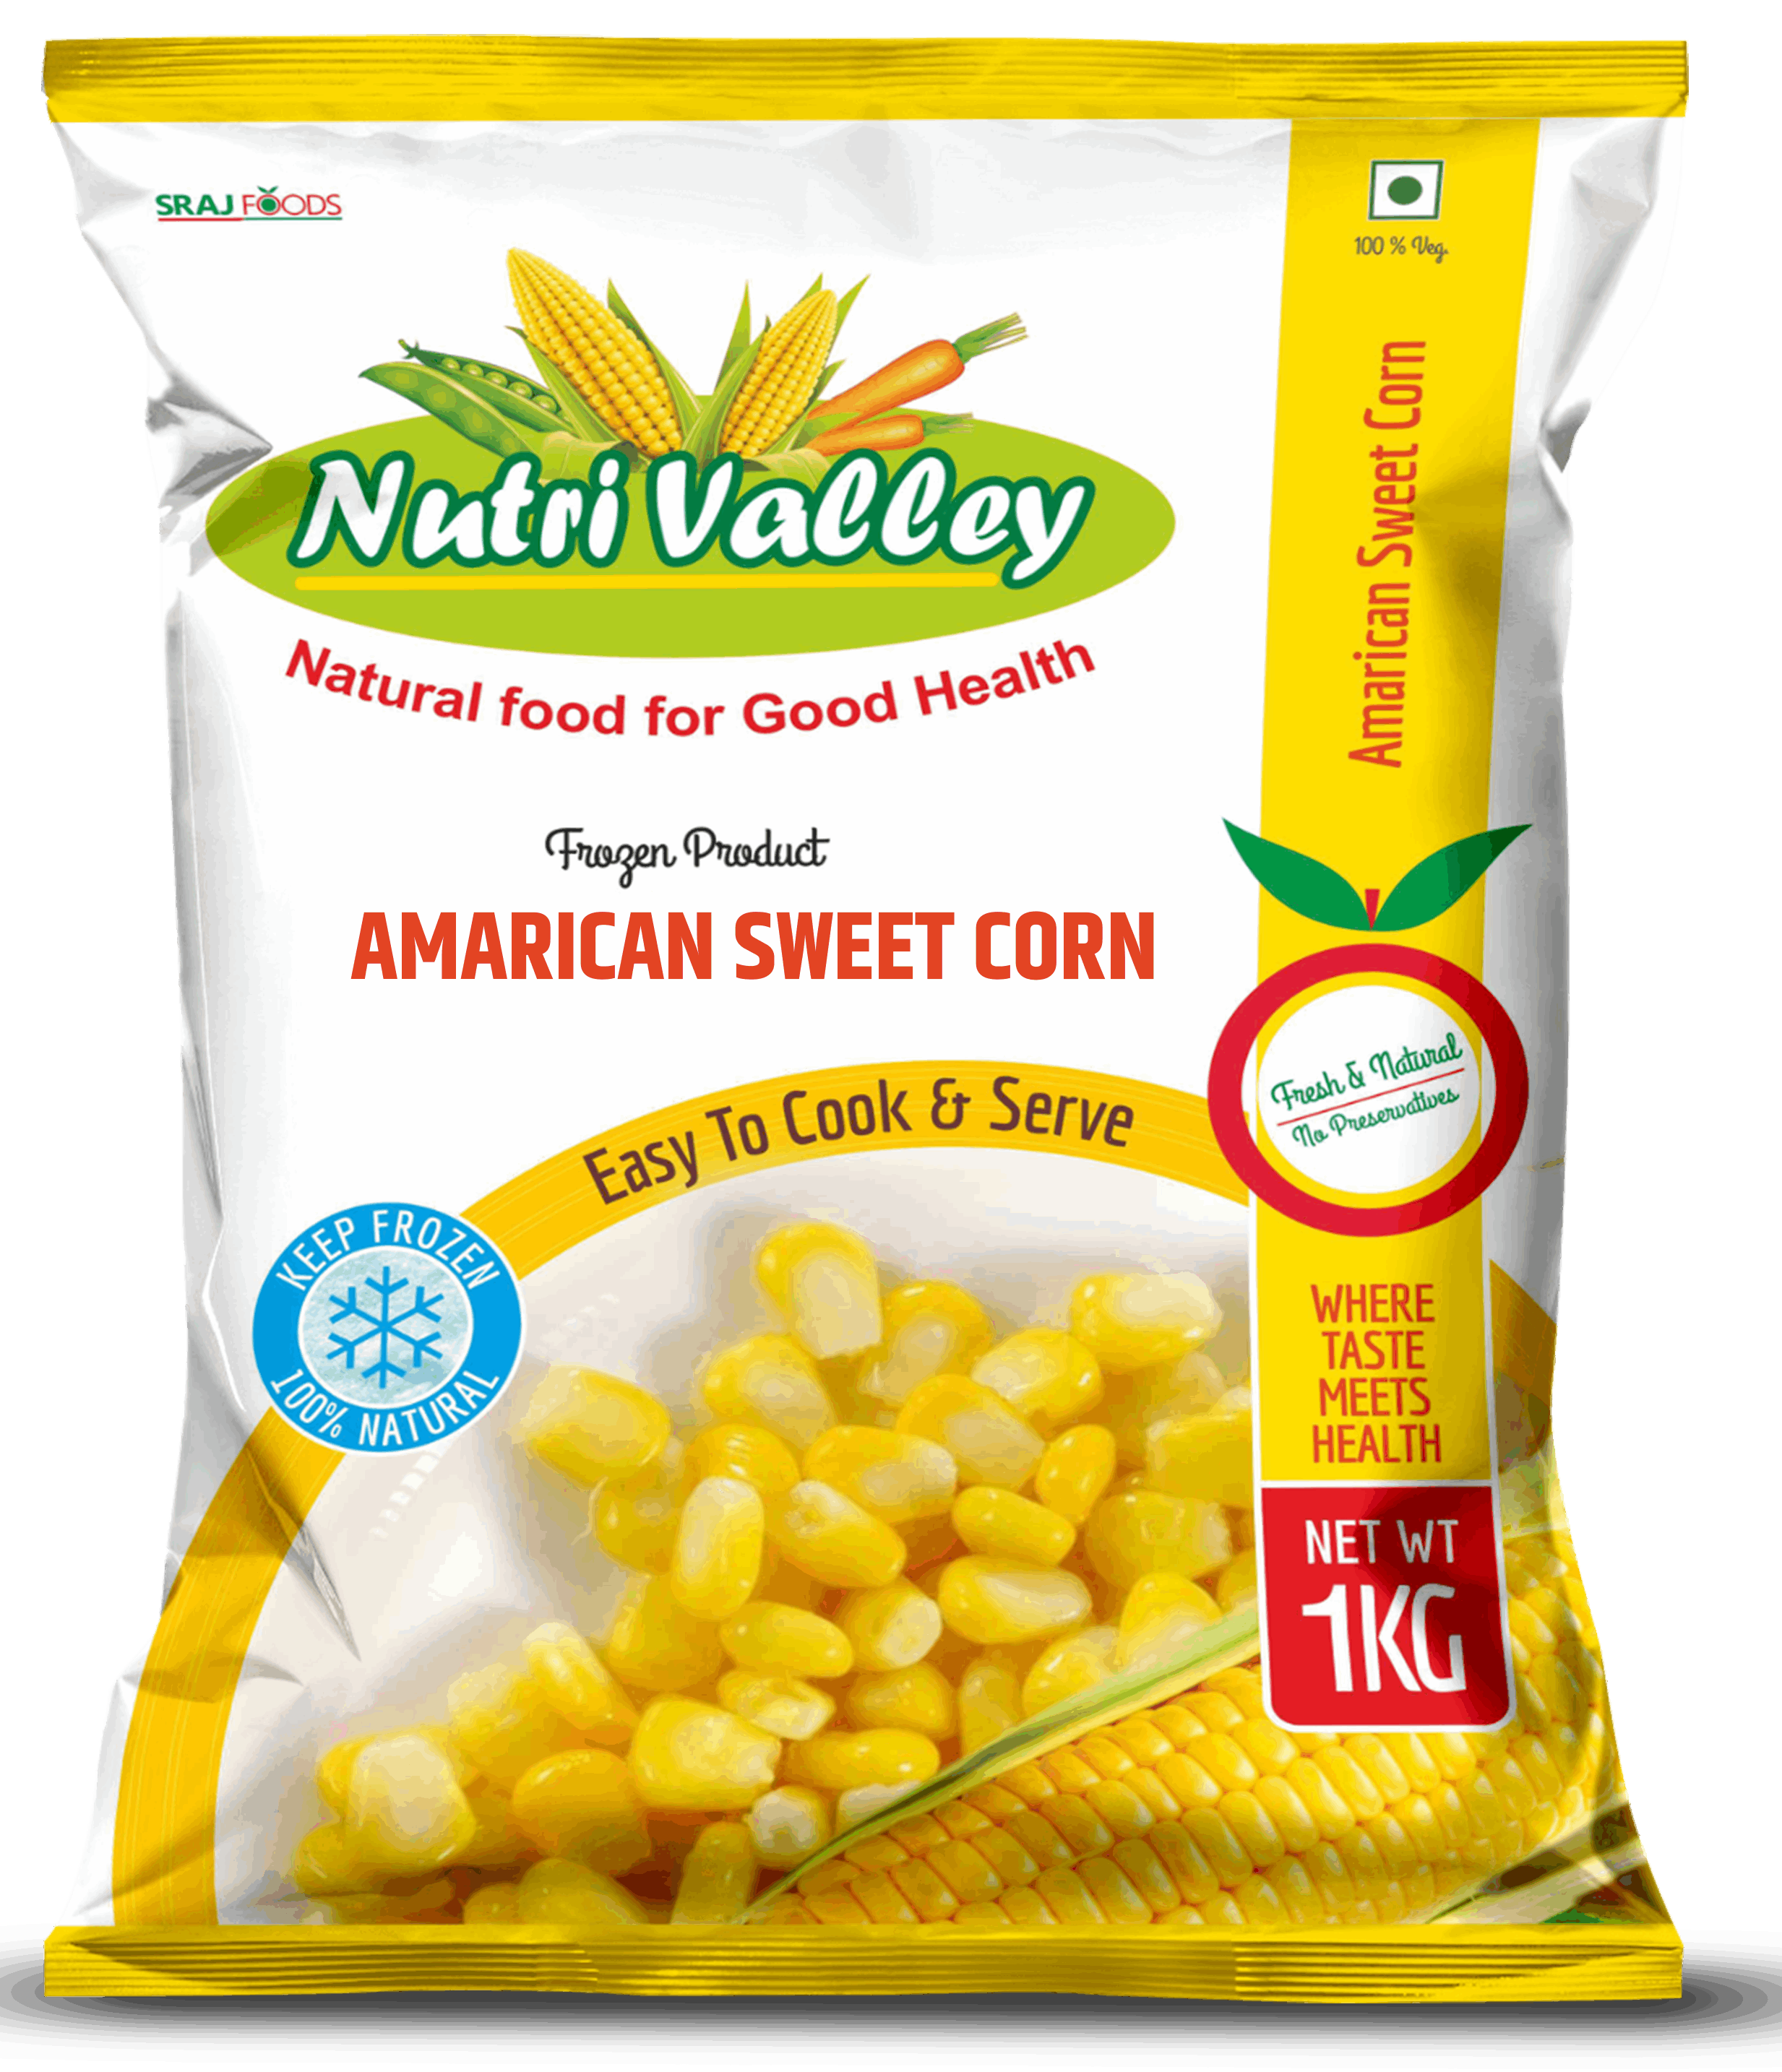 SRAJ FOODS
100 % Veg.
Nutri Valley
Natural food for Good Health
Amarican Sweet Corn
Frozen Product
AMARICAN SWEET CORN
Fresh & Natural
No Preservatives
Easy To Cook & Serve
KEEP FROZEN
100% NATURAL
WHERE
TASTE
MEETS
HEALTH
NET WT
1KG